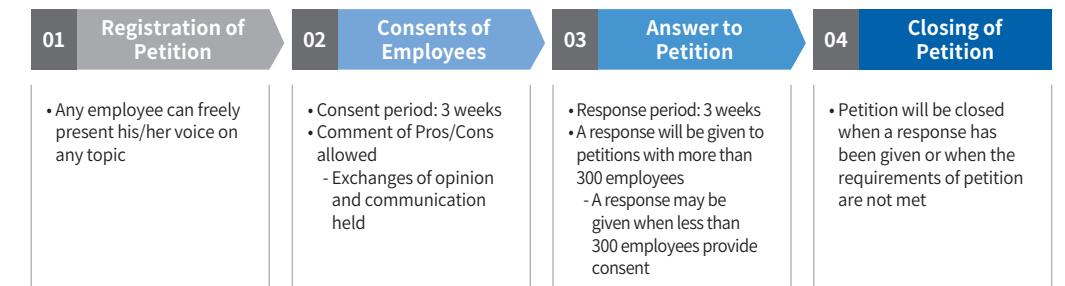 01
Registration of
Petition
• Any employee can freely
present his/her voice on
any topic
02
Consents of
Employees
• Consent period: 3 weeks
• Comment of Pros/Cons
allowed
- Exchanges of opinion
and communication
held
03
Answer to
Petition
• Response period: 3 weeks
• A response will be given to
petitions with more than
300 employees
- A response may be
given when less than
300 employees provide
consent
04
Closing of
Petition
• Petition will be closed
when a response has
been given or when the
requirements of petition
are not met